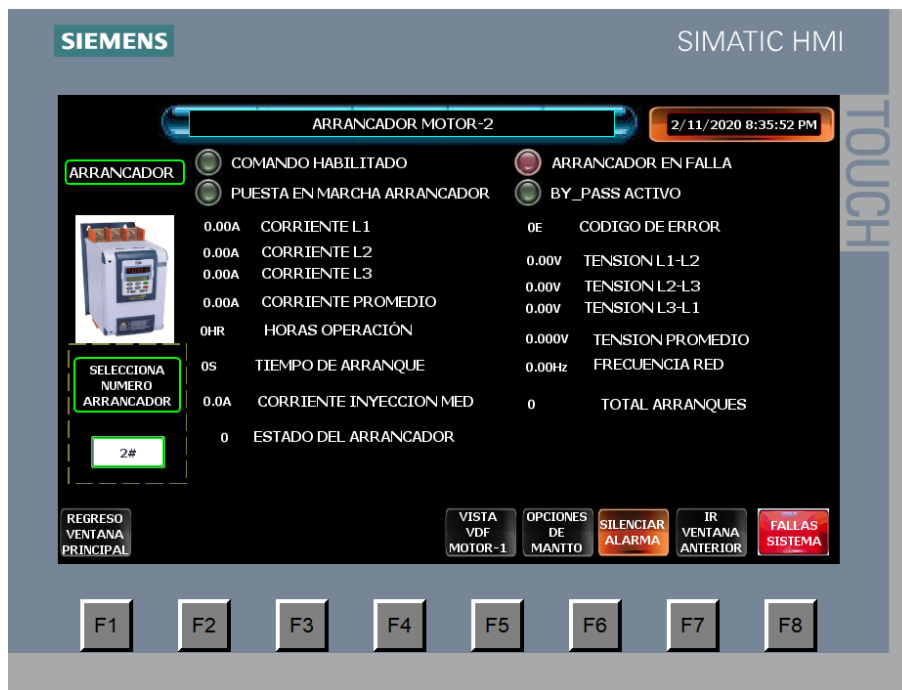 SIEMENS
SIMATIC HMI
TOUCH
ARRANCADOR MOTOR-2
2/11/2020 8:35:52 PM
ARRANCADOR
COMANDO HABILITADO
ARRANCADOR EN FALLA
PUESTA EN MARCHA ARRANCADOR
BY_PASS ACTIVO
0.00A CORRIENTE L1
0.00A CORRIENTE L2
0.00A CORRIENTE L3
0.00A CORRIENTE PROMEDIO
0HR HORAS OPERACIÓN
0S TIEMPO DE ARRANQUE
0.0A CORRIENTE INYECCION MED
0 ESTADO DEL ARRANCADOR
0E CODIGO DE ERROR
0.00V TENSION L1-L2
0.00V TENSION L2-L3
0.00V TENSION L3-L1
0.000V TENSION PROMEDIO
0.00Hz FRECUENCIA RED
0 TOTAL ARRANQUES
SELECCIONA
NUMERO
ARRANCADOR
2#
REGRESO
VENTANA
PRINCIPAL
VISTA
VDF
MOTOR-1
OPCIONES
DE
MANTTO
SILENCIAR
ALARMA
IR
VENTANA
ANTERIOR
FALLAS
SISTEMA
F1
F2
F3
F4
F5
F6
F7
F8